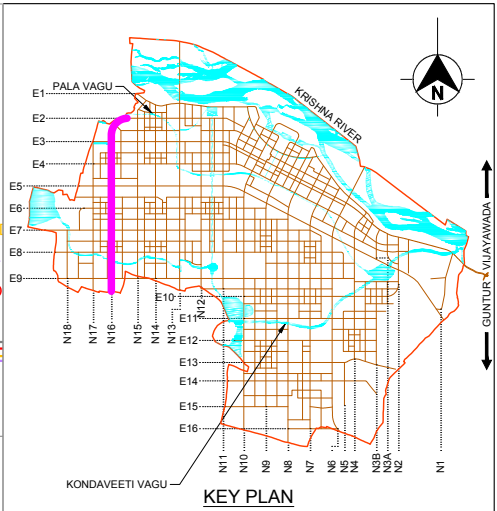 PALA VAGU
KRISHNA RIVER
N
E1
E2
E3
E4
E5
E6
E7
E8
E9
E10
E11
E12
E13
E14
E15
E16
N18
N17
N16
N15
N14
N13
N12
N11
N10
N9
N8
N7
N6
N5
N4
N3B
N3A
N2
N1
GUNTUR
VIJAYAWADA
KONDAVEETI VAGU
KEY PLAN